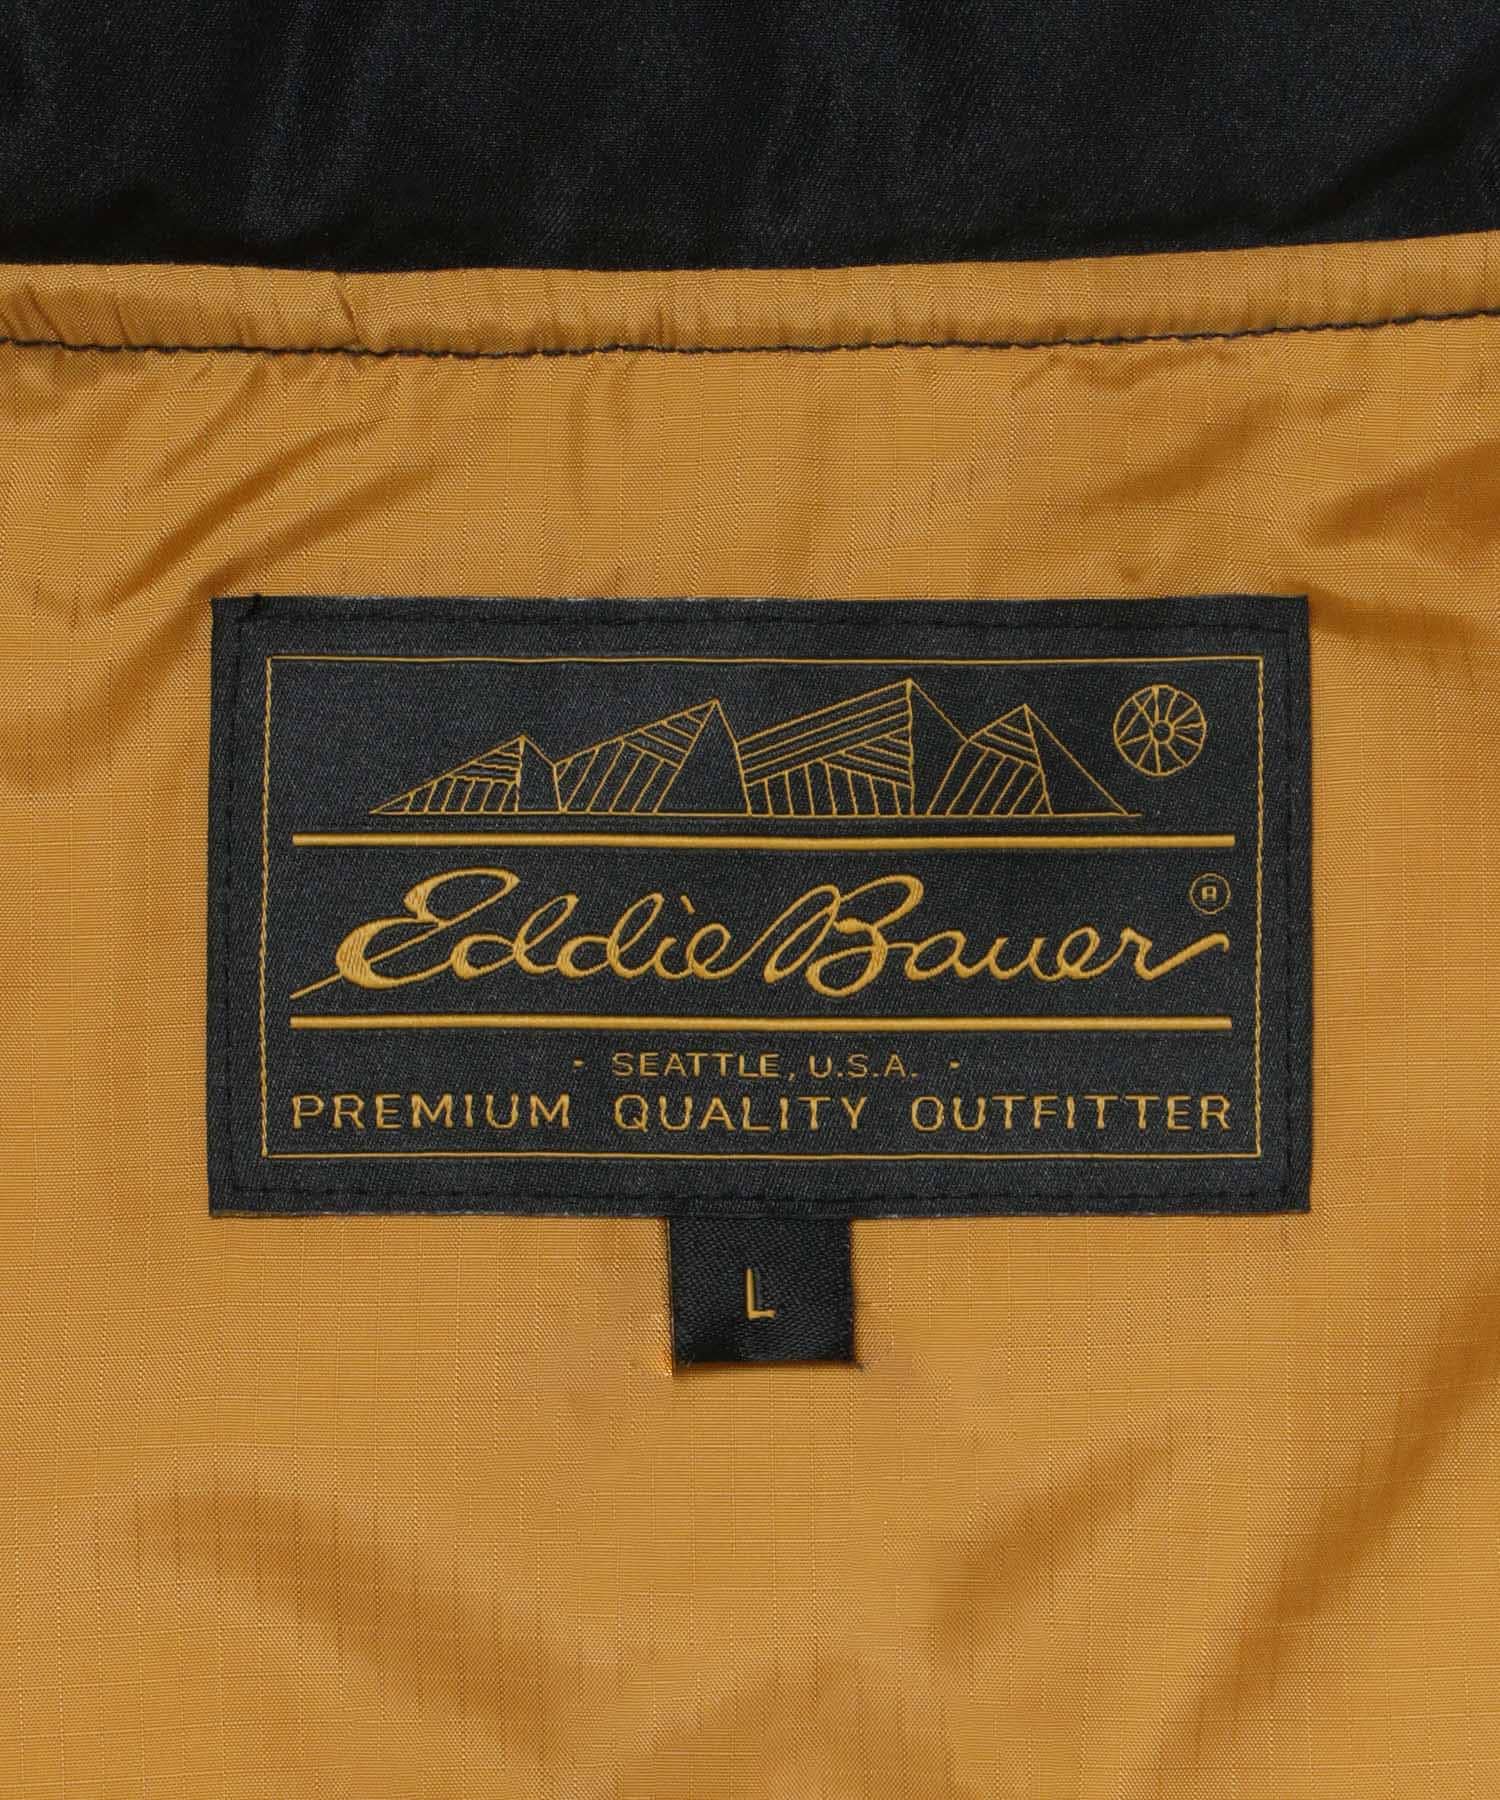 Eddie Bauer ®
- SEATTLE, U.S.A. -
PREMIUM QUALITY OUTFITTER
L